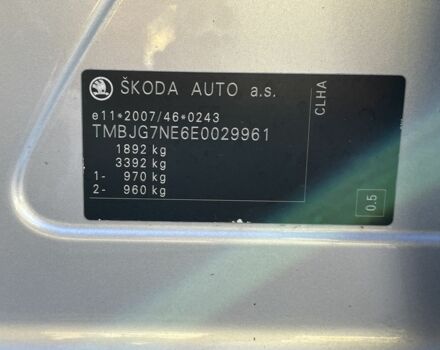 ŠKODA AUTO a.s.
e11*2007/46*0243
TMBJG7NE6E0029961
1892 kg
3392 kg
1- 970 kg
2- 960 kg
CLHA
0.5